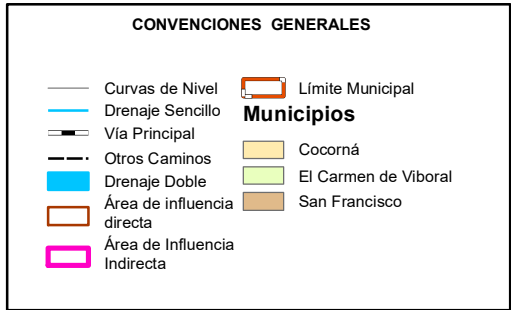 CONVENCIONES GENERALES
Curvas de Nivel
Drenaje Sencillo
Vía Principal
Otros Caminos
Drenaje Doble
Área de influencia
directa
Área de Influencia
Indirecta
Límite Municipal
Municipios
Cocorná
El Carmen de Viboral
San Francisco